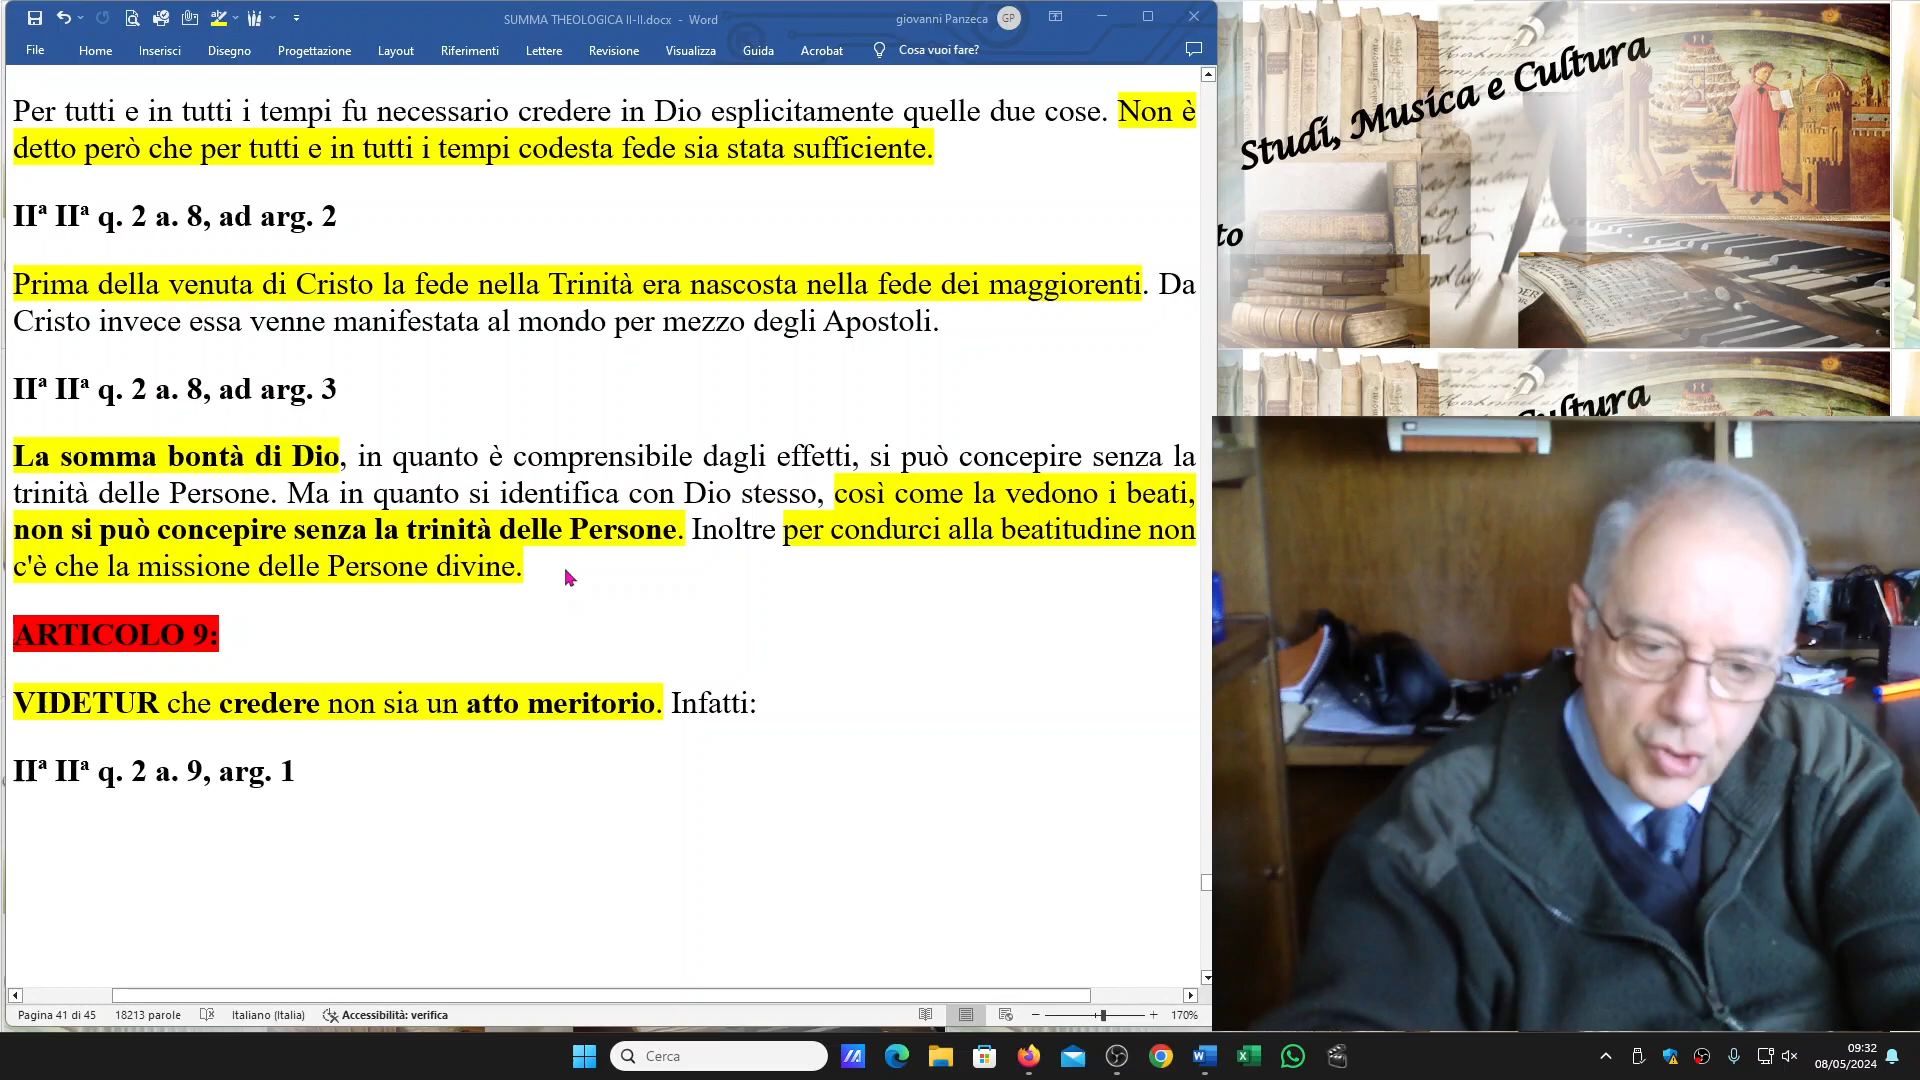 SUMMA THEOLOGICA II-II.docx - Word
giovanni Panzeca
GP
File Home Inserisci Disegno Progettazione Layout Riferimenti Lettere Revisione Visualizza Guida Acrobat Cosa vuoi fare?
Per tutti e in tutti i tempi fu necessario credere in Dio esplicitamente quelle due cose. Non è
detto però che per tutti e in tutti i tempi codesta fede sia stata sufficiente.
IIª IIª q. 2 a. 8, ad arg. 2
Prima della venuta di Cristo la fede nella Trinità era nascosta nella fede dei maggiorenti. Da
Cristo invece essa venne manifestata al mondo per mezzo degli Apostoli.
IIª IIª q. 2 a. 8, ad arg. 3
La somma bontà di Dio, in quanto è comprensibile dagli effetti, si può concepire senza la
trinità delle Persone. Ma in quanto si identifica con Dio stesso, così come la vedono i beati,
non si può concepire senza la trinità delle Persone. Inoltre per condurci alla beatitudine non
c'è che la missione delle Persone divine.
ARTICOLO 9:
VIDETUR che credere non sia un atto meritorio. Infatti:
IIª IIª q. 2 a. 9, arg. 1
Studi, Musica e Cultura
to
Cultura
Pagina 41 di 45 18213 parole Italiano (Italia) Accessibilità: verifica 170%
Cerca
09:32
08/05/2024